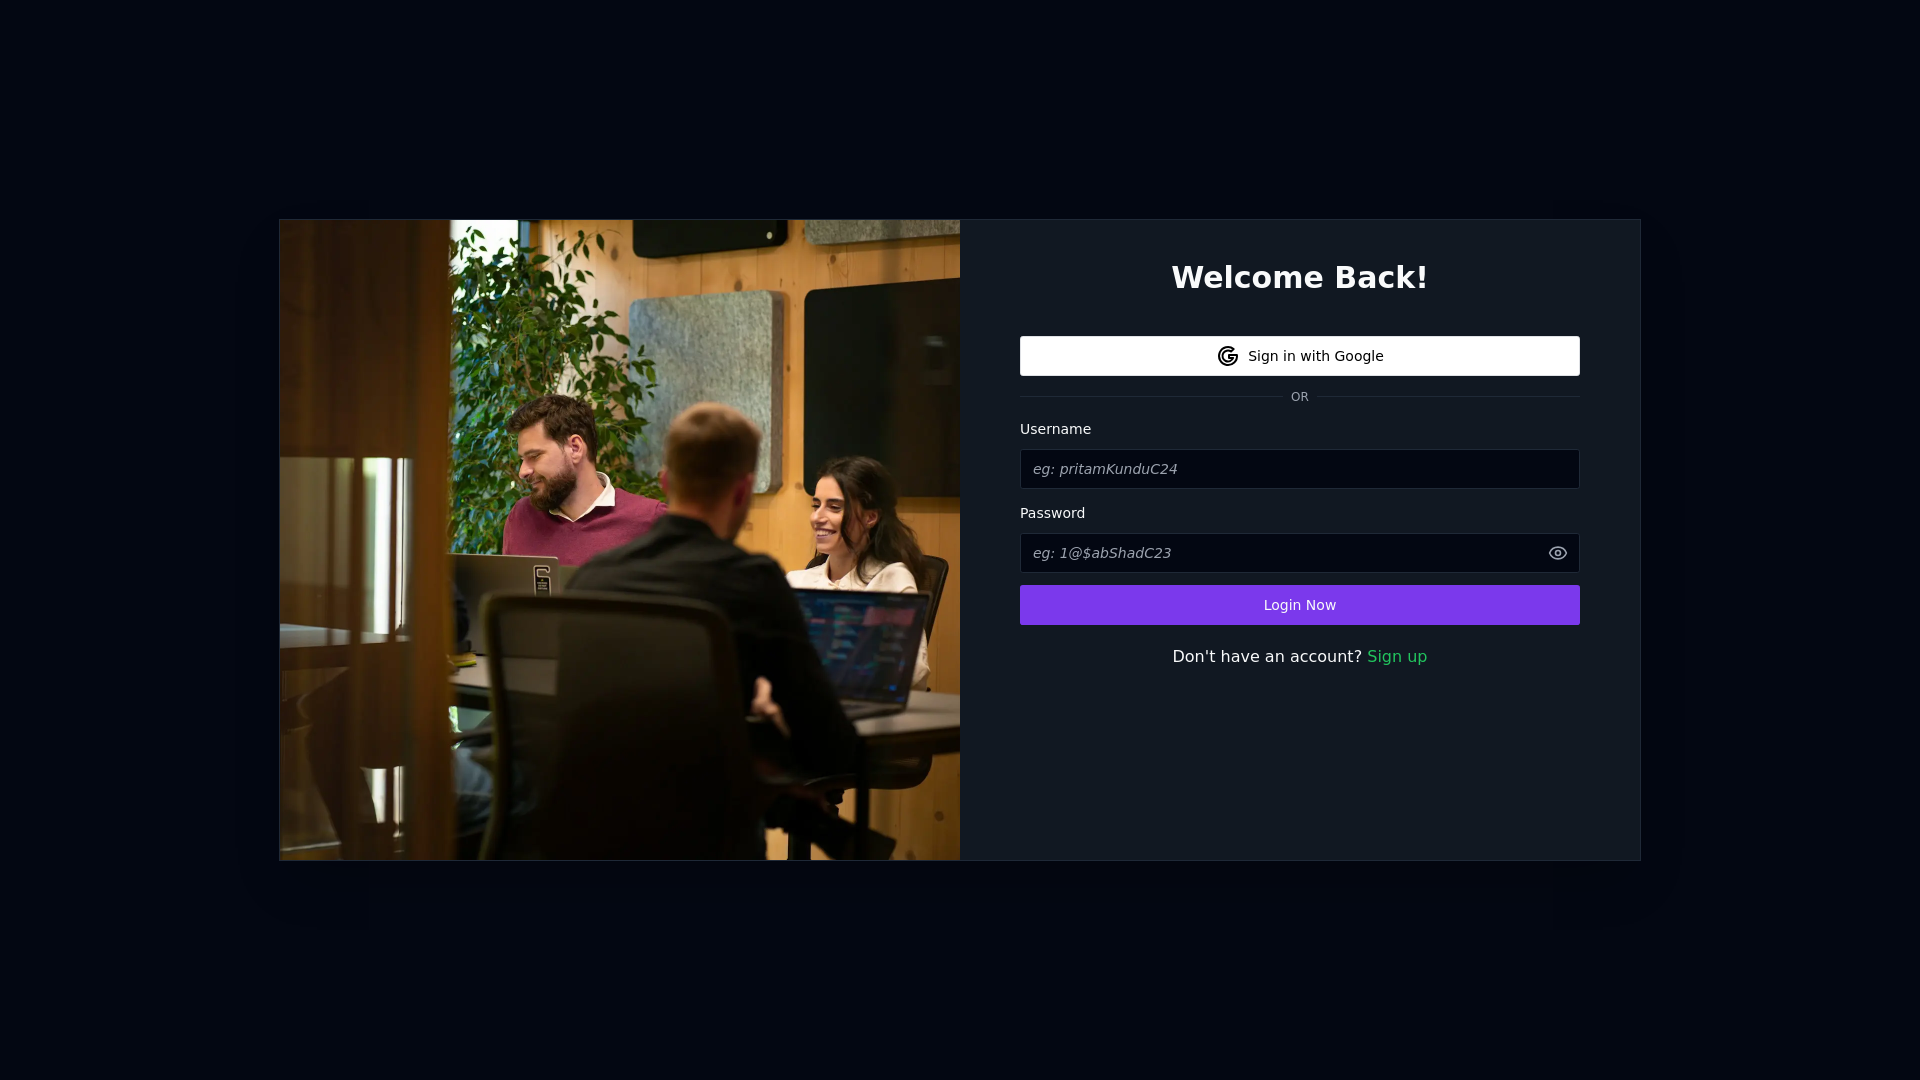 Welcome Back!
Sign in with Google
OR
Username
eg: pritamKunduC24
Password
eg: 1@$abShadC23
Login Now
Don't have an account? Sign up